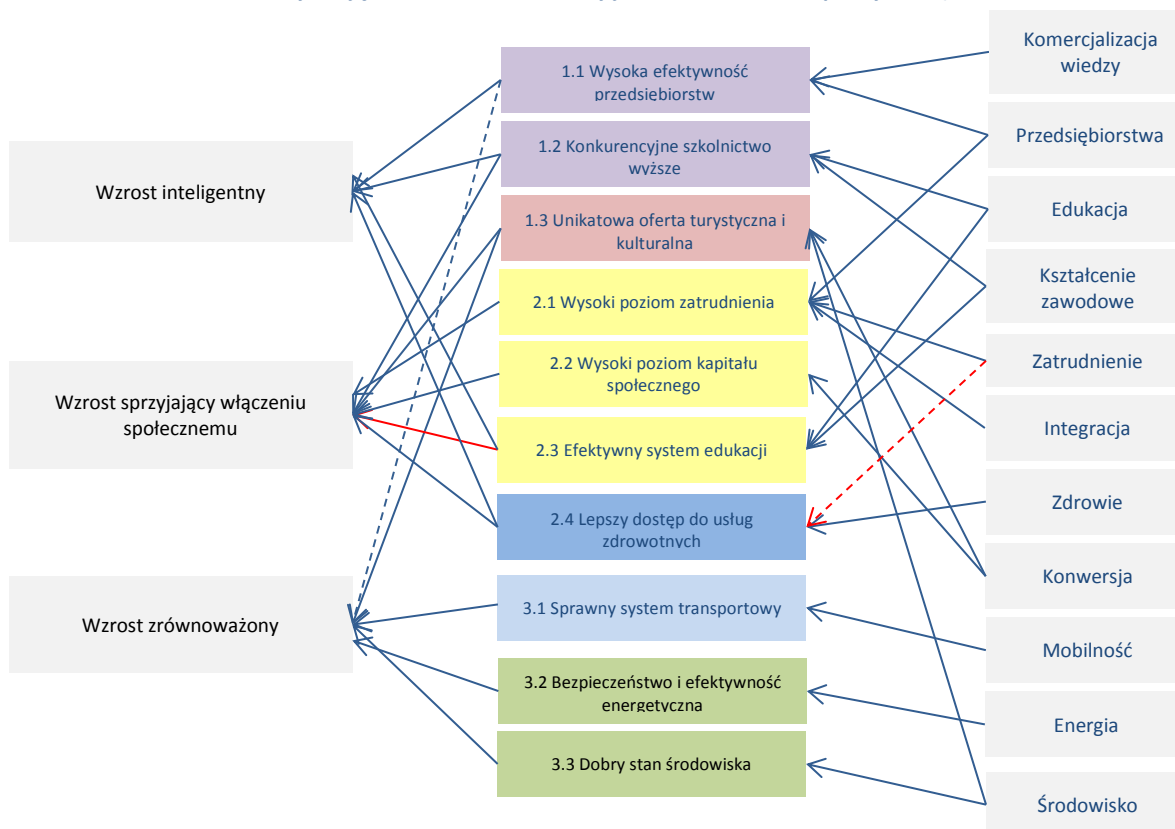 Komercjalizacja
wiedzy
1.1 Wysoka efektywność
przedsiębiorstw
Przedsiębiorstwa
1.2 Konkurencyjne szkolnictwo
wyższe
Wzrost inteligentny
Edukacja
1.3 Unikatowa oferta turystyczna i
kulturalna
Kształcenie
zawodowe
2.1 Wysoki poziom zatrudnienia
Zatrudnienie
2.2 Wysoki poziom kapitału
społecznego
Wzrost sprzyjający włączeniu
społecznemu
Integracja
2.3 Efektywny system edukacji
Zdrowie
2.4 Lepszy dostęp do usług
zdrowotnych
Konwersja
3.1 Sprawny system transportowy
Wzrost zrównoważony
Mobilność
3.2 Bezpieczeństwo i efektywność
energetyczna
Energia
3.3 Dobry stan środowiska
Środowisko